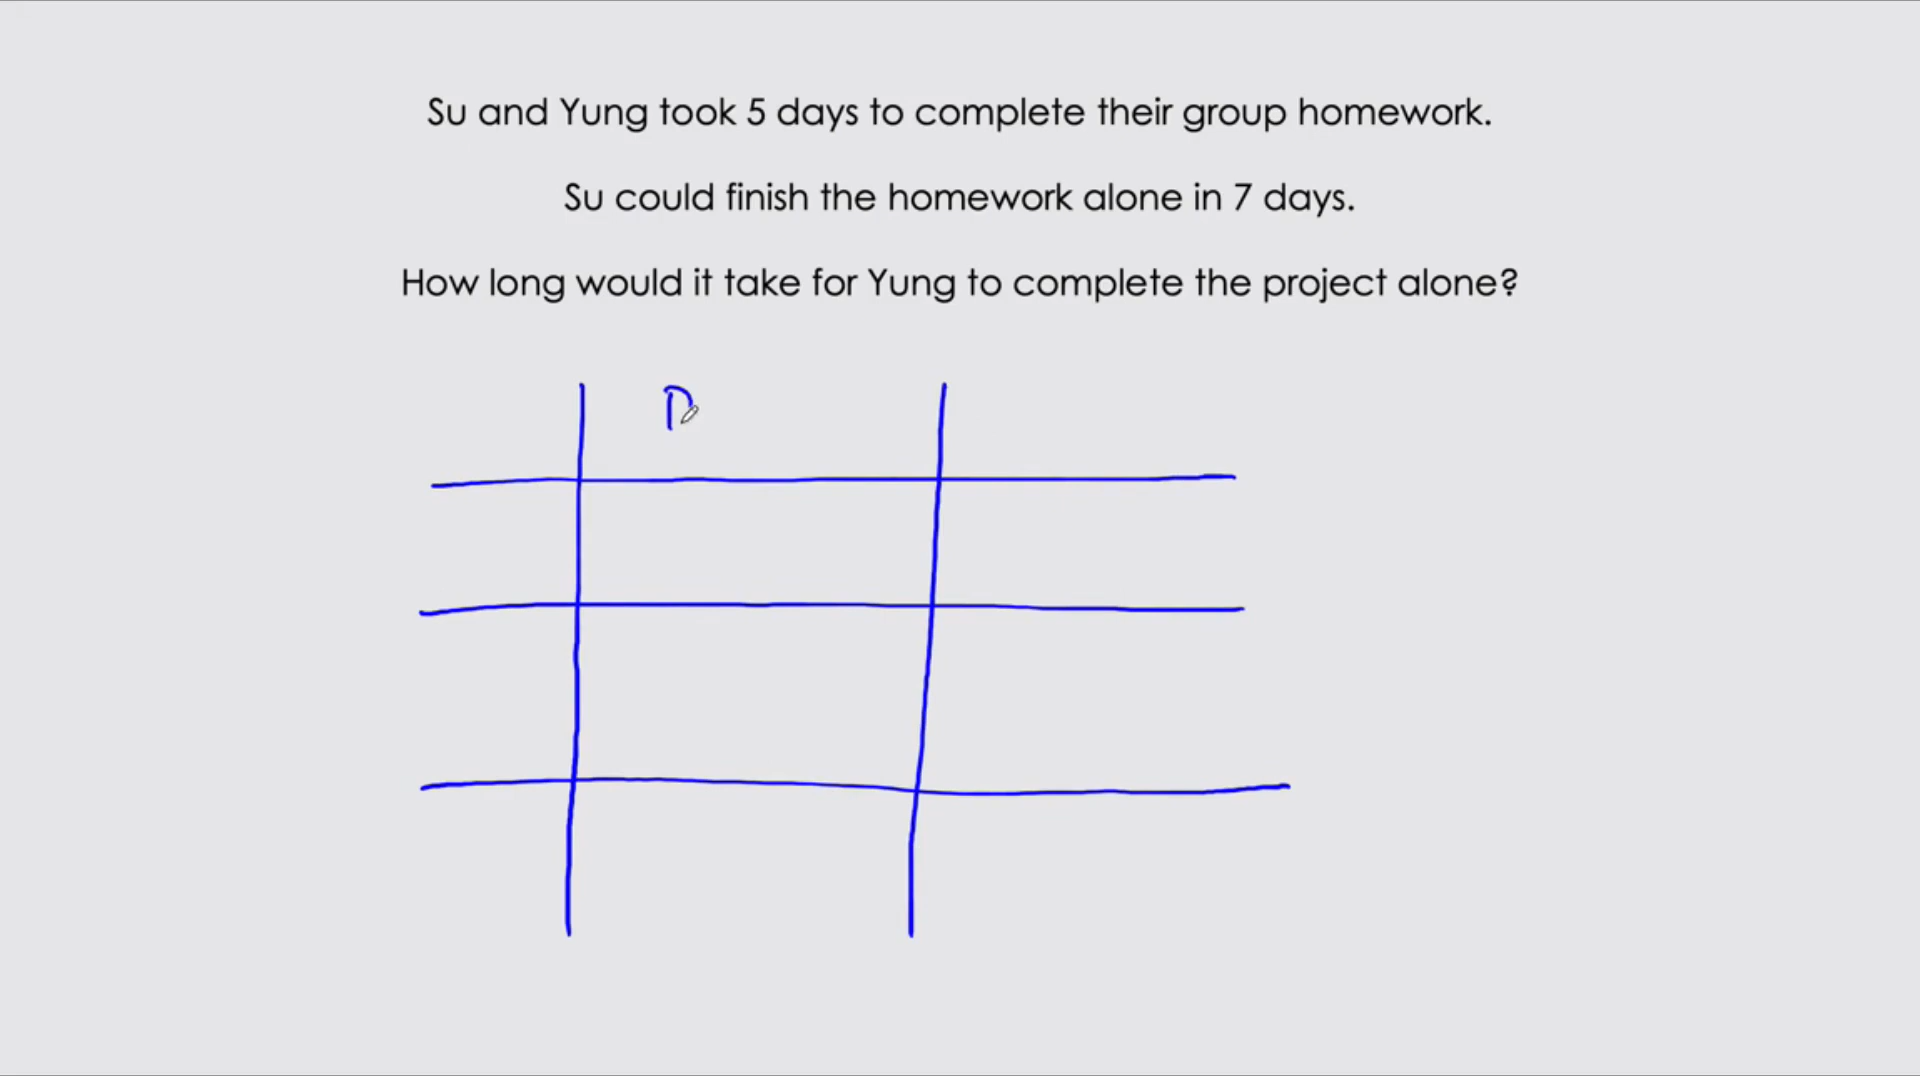 Su and Yung took 5 days to complete their group homework.
Su could finish the homework alone in 7 days.
How long would it take for Yung to complete the project alone?